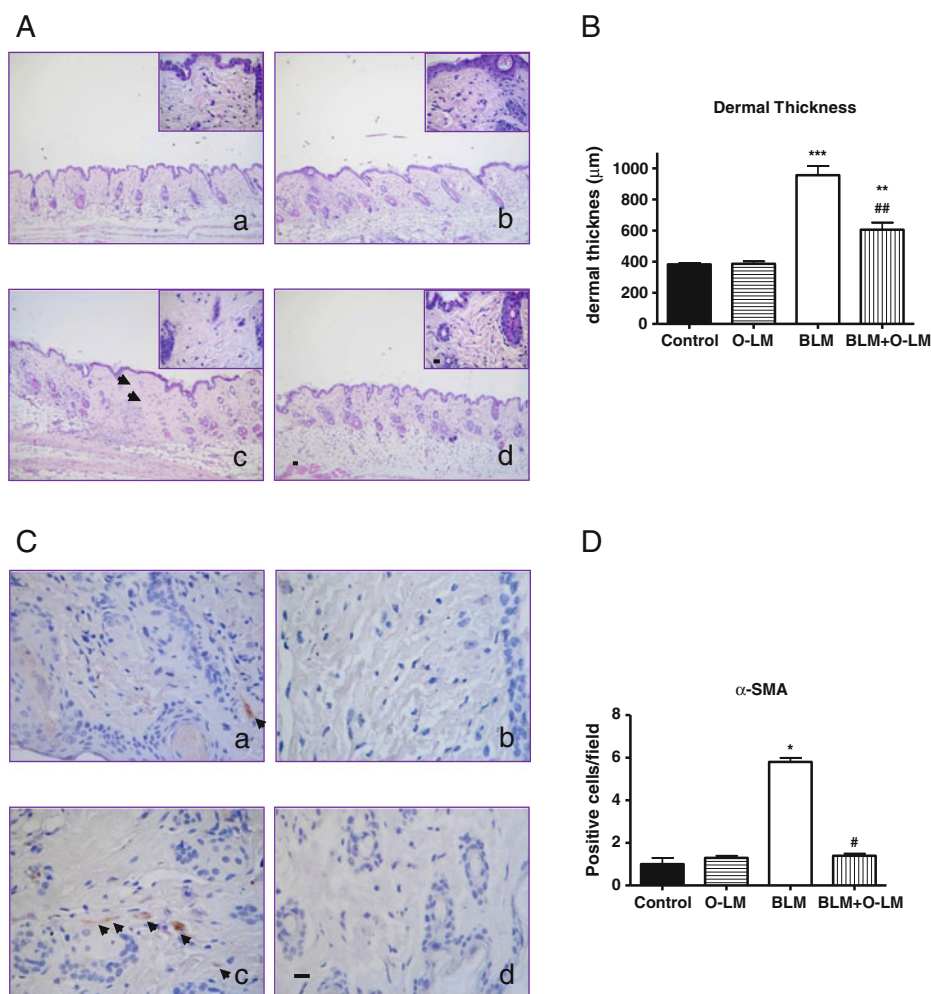 A
a
b
c
d
B
Dermal Thickness
dermal thicknes (μm)
1000
800
600
400
200
0
***
**
##
Control O-LM BLM BLM+O-LM
C
a
b
c
d
D
α-SMA
Positive cells/field
8
6
4
2
0
*
#
Control O-LM BLM BLM+O-LM